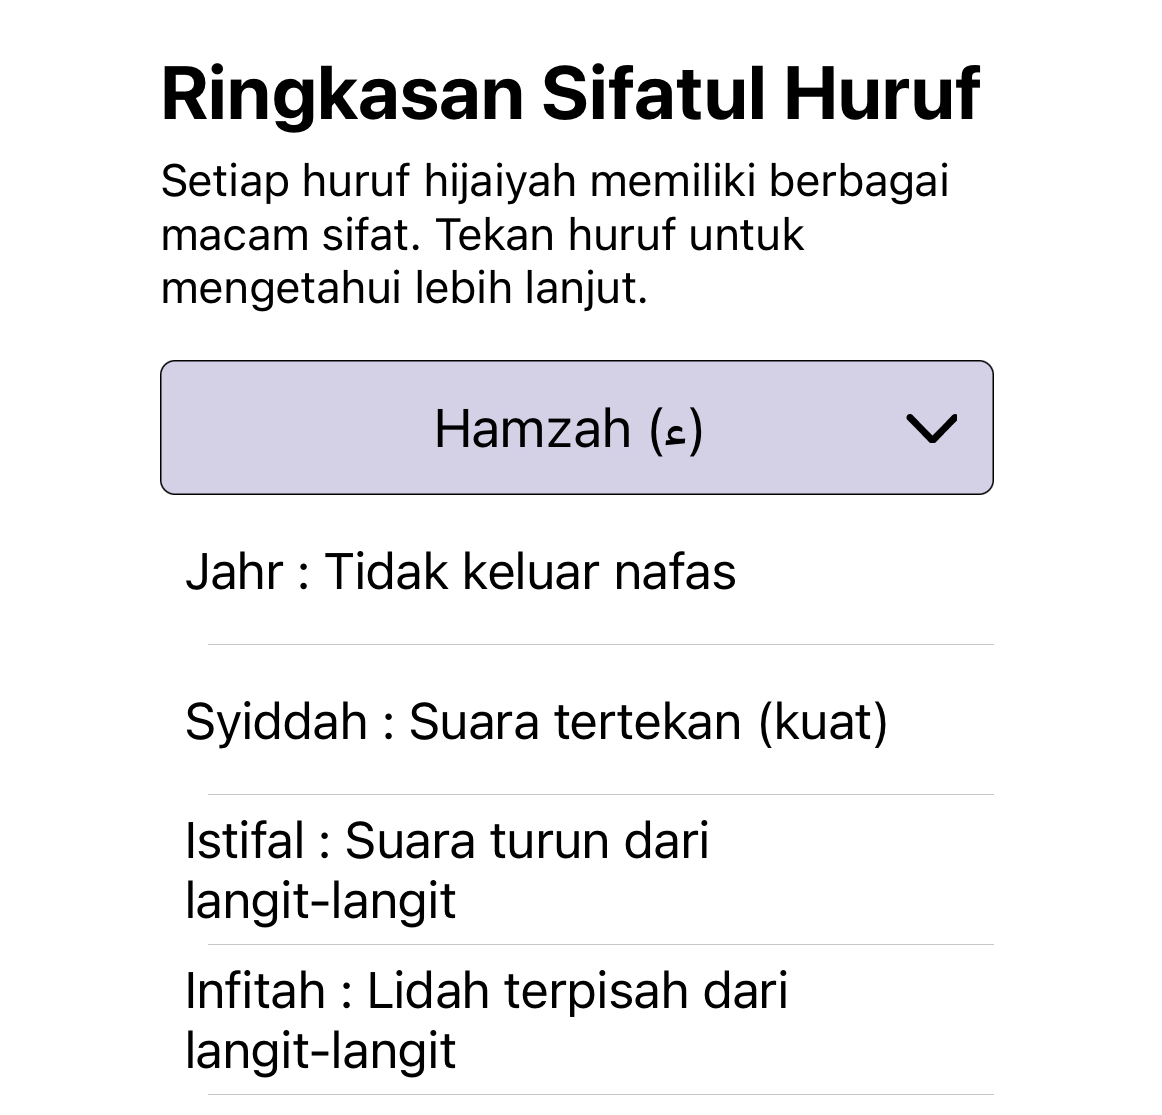 Ringkasan Sifatul Huruf
Setiap huruf hijaiyah memiliki berbagai
macam sifat. Tekan huruf untuk
mengetahui lebih lanjut.
Hamzah (ء)
Jahr : Tidak keluar nafas
Syiddah : Suara tertekan (kuat)
Istifal : Suara turun dari
langit-langit
Infitah : Lidah terpisah dari
langit-langit